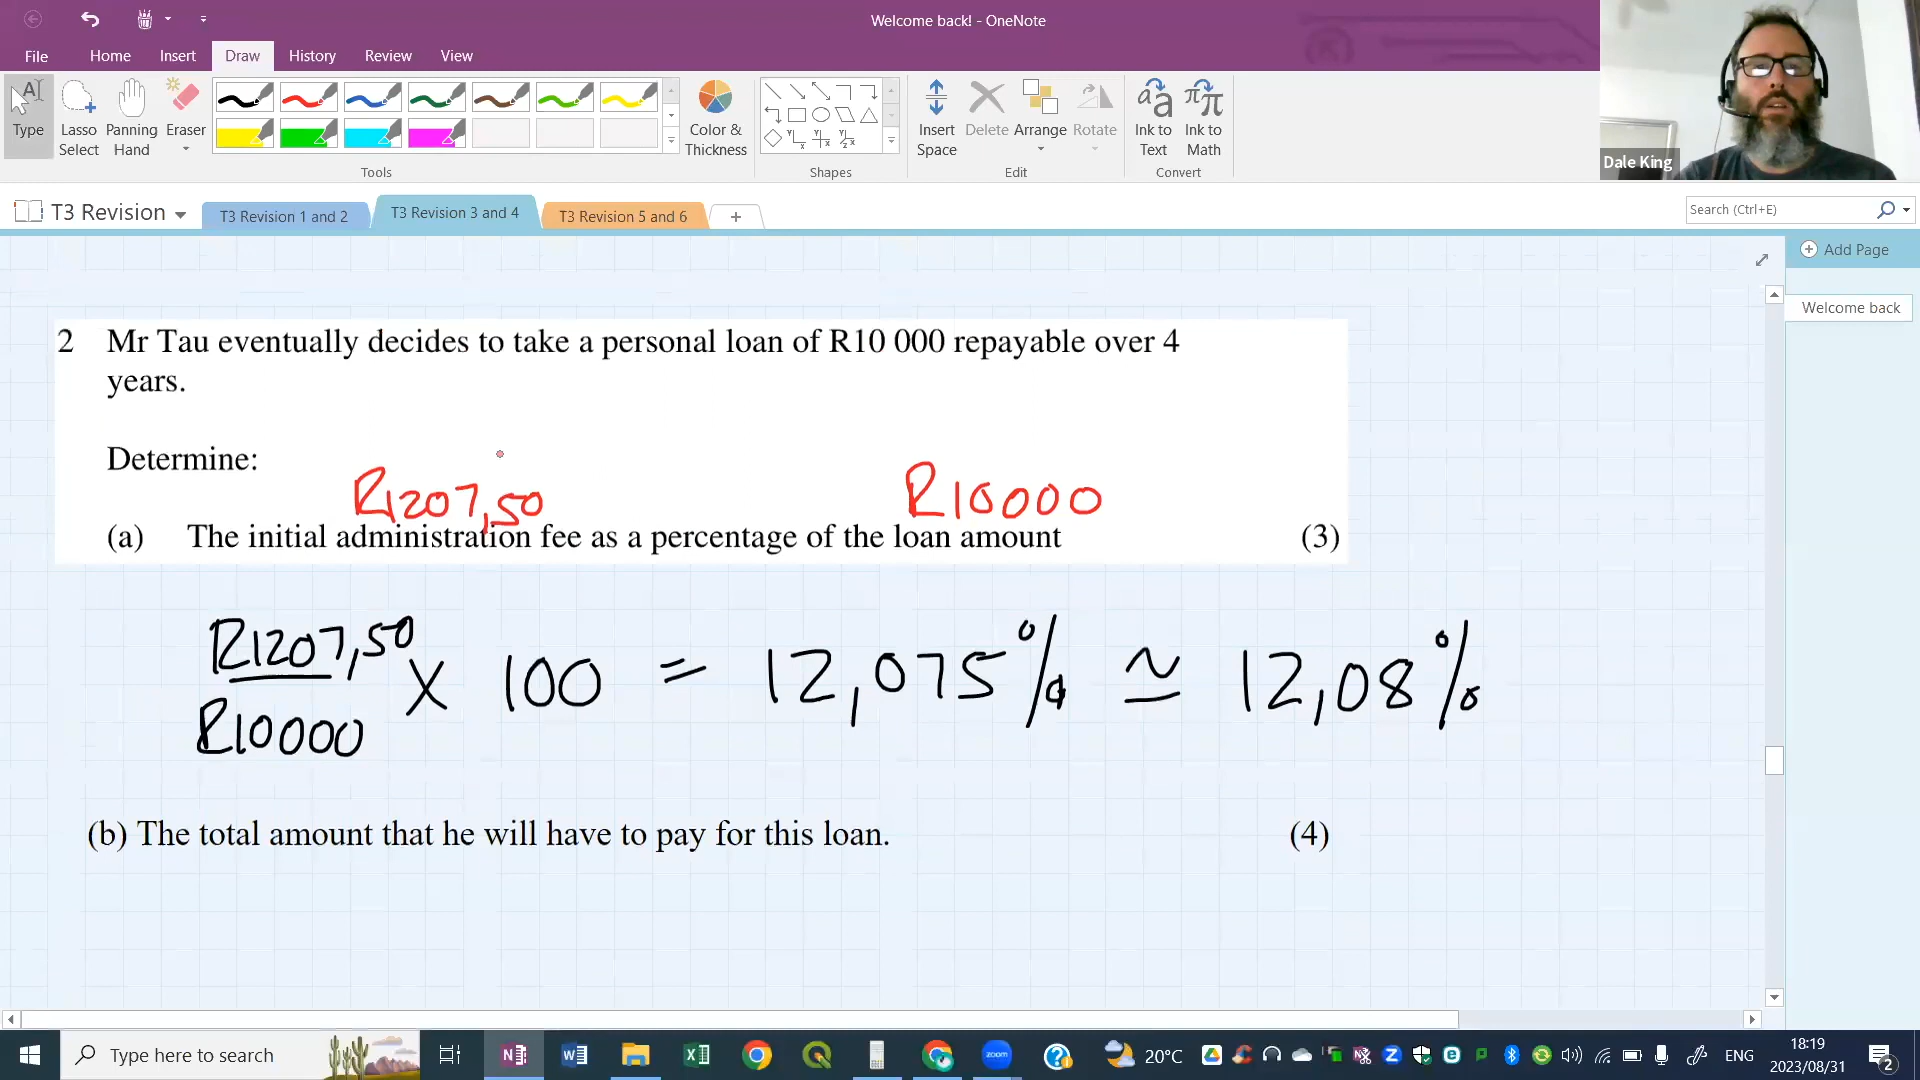 Welcome back! - OneNote
File Home Insert Draw History Review View
Type
Lasso Select
Panning Hand
Eraser
Color & Thickness
Insert Space
Delete
Arrange
Rotate
Ink to Text
Ink to Math
Tools
Shapes
Edit
Convert
Dale King
T3 Revision
T3 Revision 1 and 2
T3 Revision 3 and 4
T3 Revision 5 and 6
Search (Ctrl+E)
Add Page
Welcome back
2 Mr Tau eventually decides to take a personal loan of R10 000 repayable over 4
years.
Determine:
R1207,50 R10000
(a) The initial administration fee as a percentage of the loan amount (3)
R1207,50
R10000
× 100 = 12,075% ≃ 12,08%
(b) The total amount that he will have to pay for this loan. (4)
Type here to search
zoom
20°C
ENG
18:19
2023/08/31
2